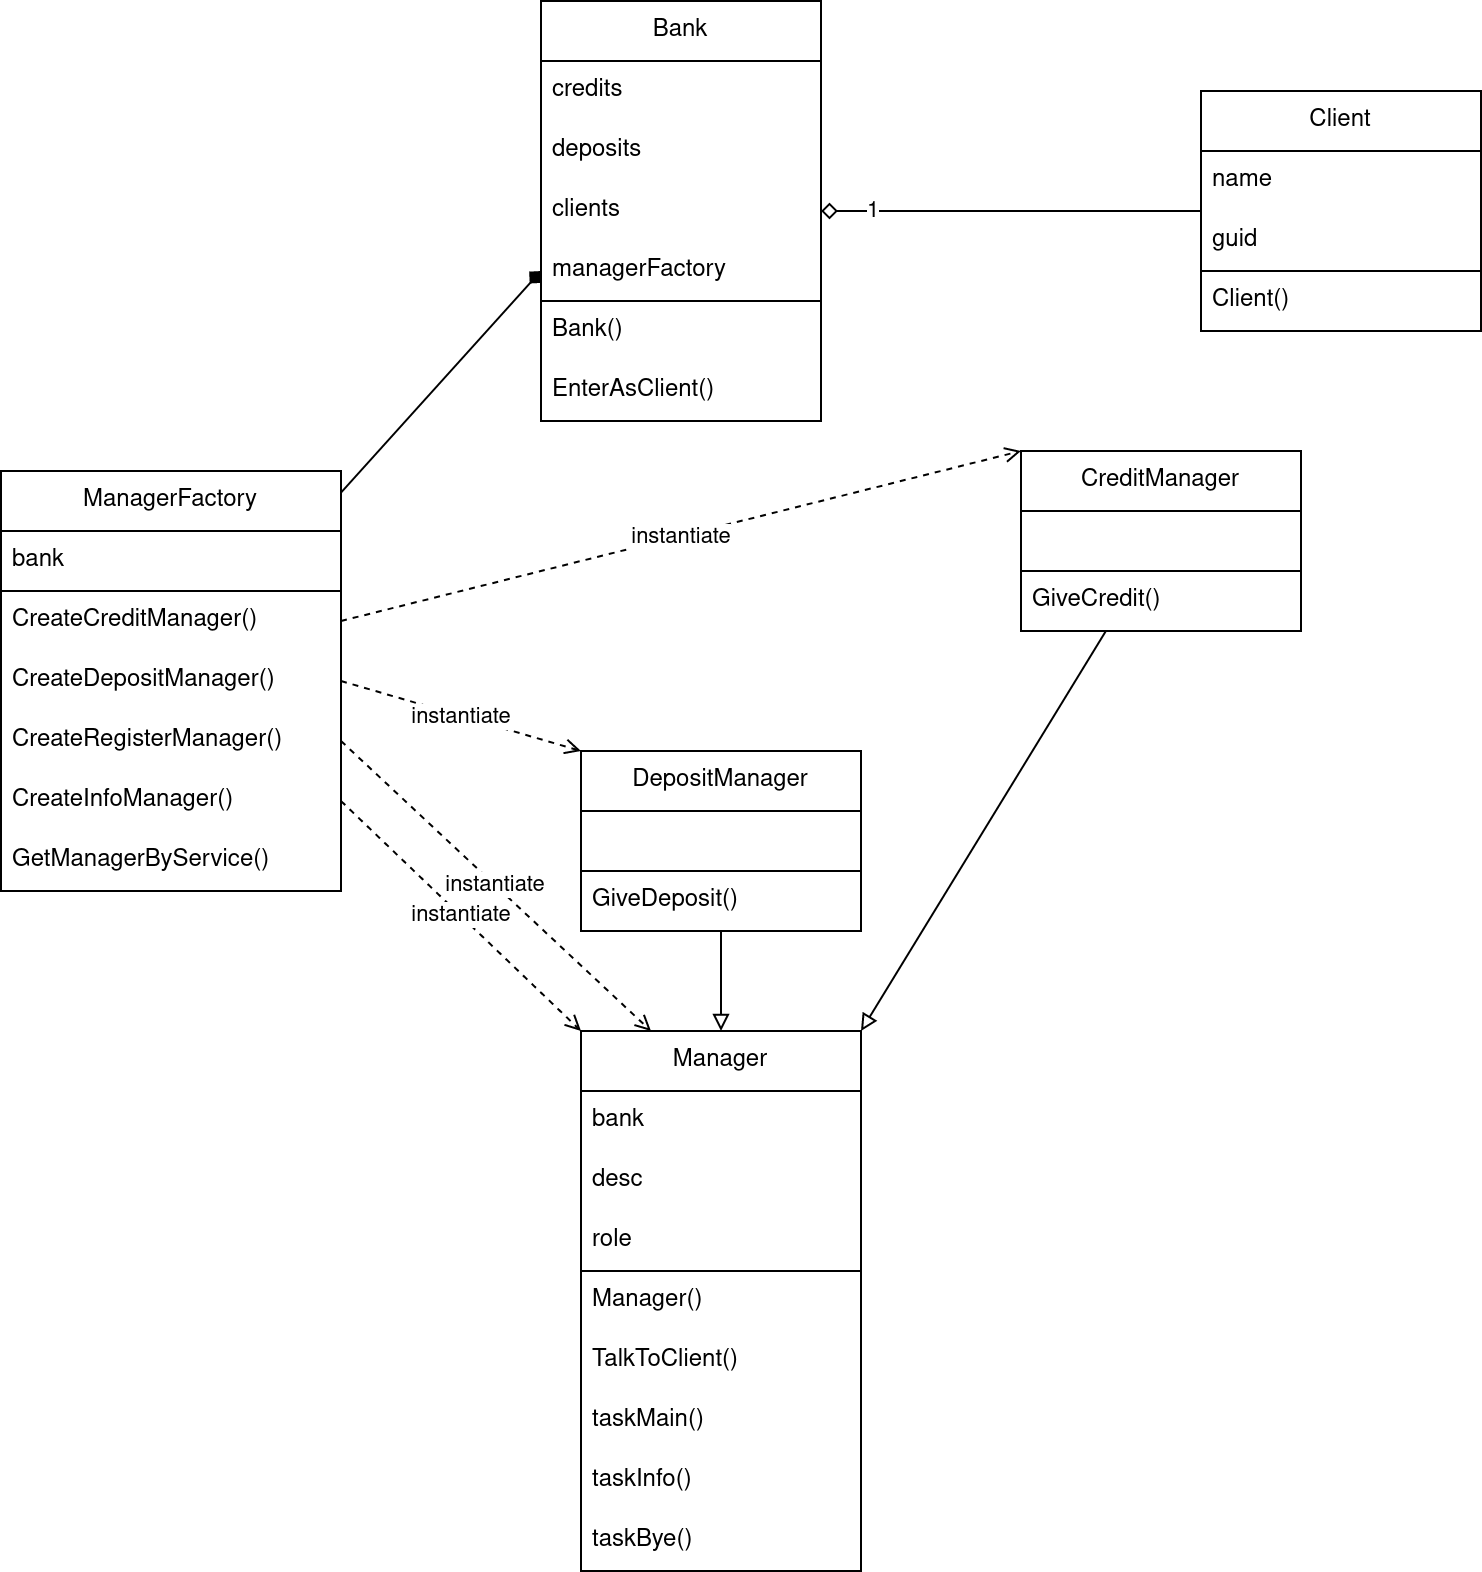 Bank
credits
deposits
clients
managerFactory
Bank()
EnterAsClient()
1
Client
name
guid
Client()
ManagerFactory
bank
CreateCreditManager()
CreateDepositManager()
CreateRegisterManager()
CreateInfoManager()
GetManagerByService()
instantiate
instantiate
instantiate
instantiate
CreditManager
GiveCredit()
DepositManager
GiveDeposit()
Manager
bank
desc
role
Manager()
TalkToClient()
taskMain()
taskInfo()
taskBye()